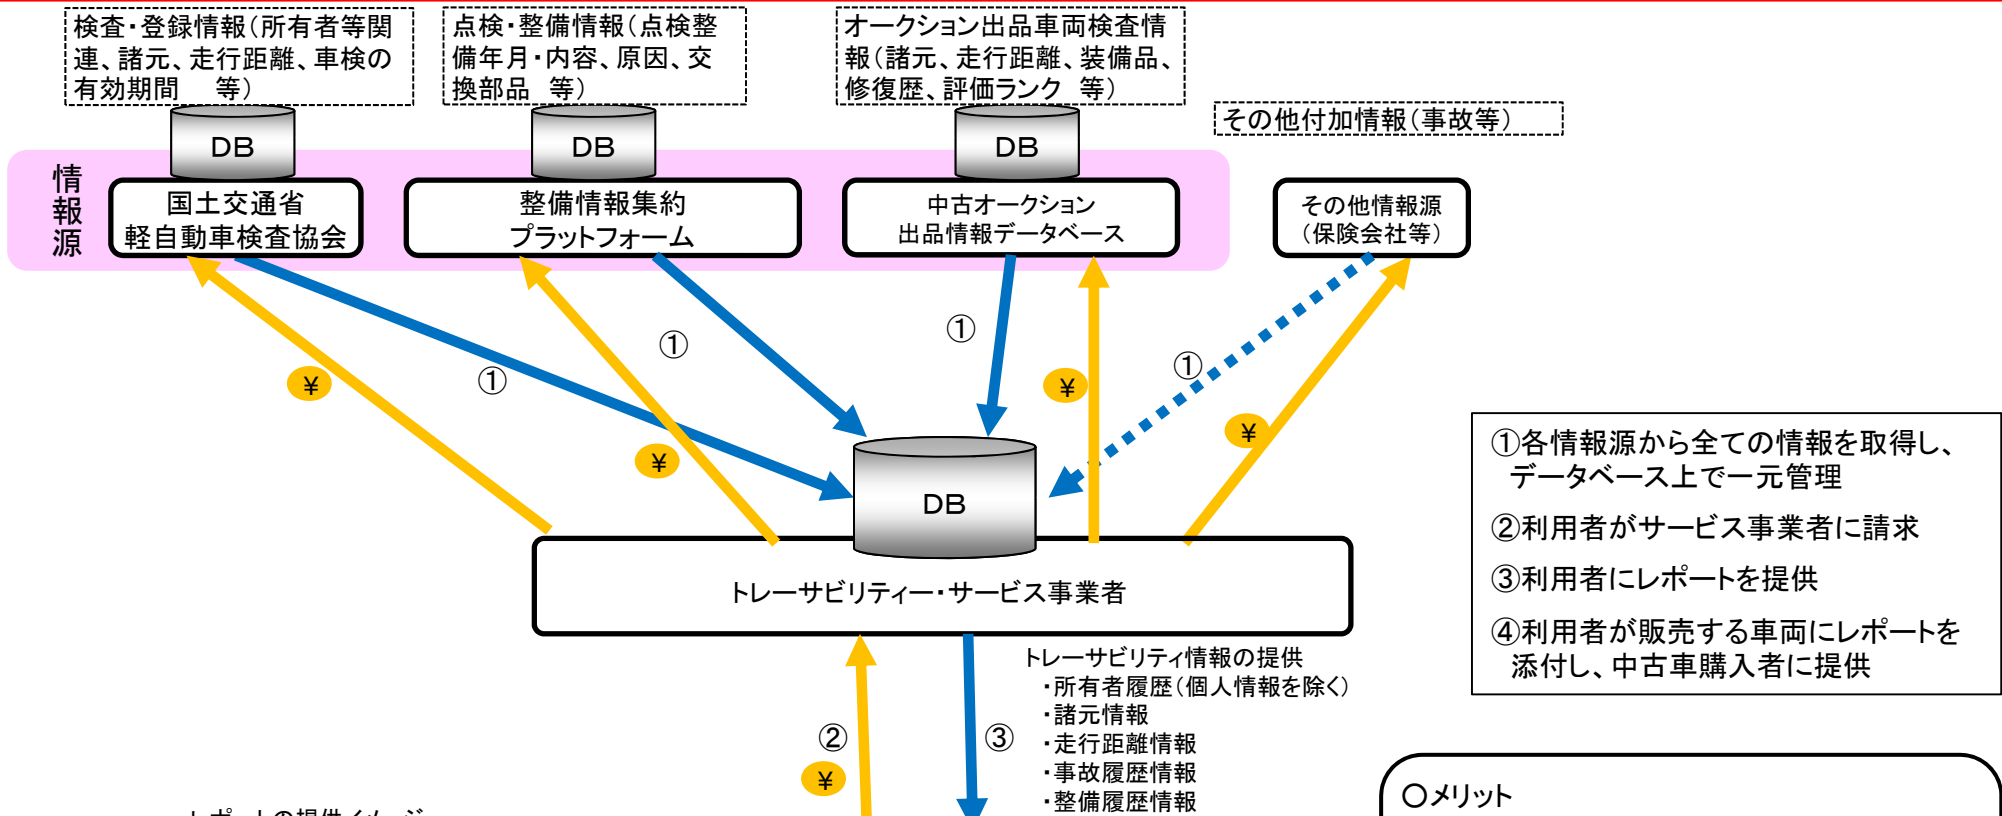 検査・登録情報（所有者等関
連、諸元、走行距離、車検の
有効期間　等）
点検・整備情報（点検整
備年月・内容、原因、交
換部品　等）
オークション出品車両検査情
報（諸元、走行距離、装備品、
修復歴、評価ランク　等）
その他付加情報（事故等）
DB
DB
DB
情報源
国土交通省
軽自動車検査協会
整備情報集約
プラットフォーム
中古オークション
出品情報データベース
その他情報源
（保険会社等）
①
①
①
①
¥
¥
¥
¥
DB
トレーサビリティー・サービス事業者
①各情報源から全ての情報を取得し、
データベース上で一元管理
②利用者がサービス事業者に請求
③利用者にレポートを提供
④利用者が販売する車両にレポートを
添付し、中古車購入者に提供
②
¥
③
トレーサビリティ情報の提供
・所有者履歴（個人情報を除く）
・諸元情報
・走行距離情報
・事故履歴情報
・整備履歴情報
○メリット